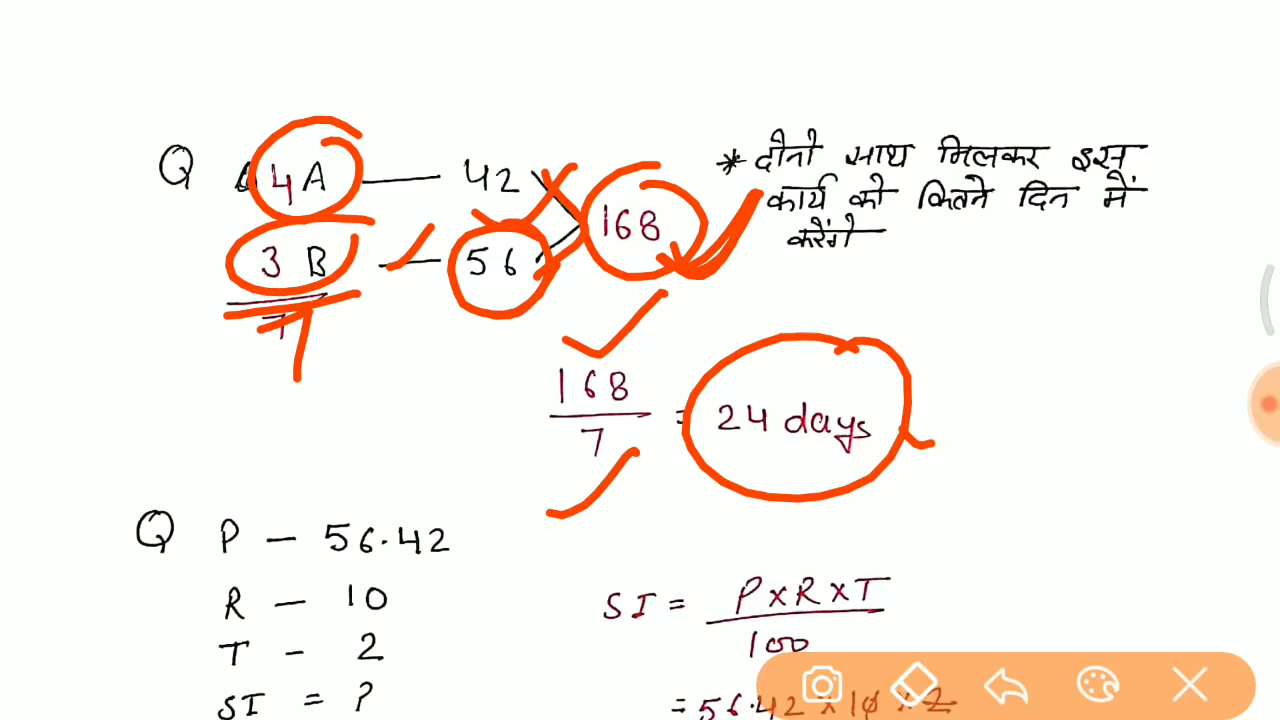 Q 4A — 42
168
3B — 56
7
* दोनो साथ मिलकर इस
कार्य को कितने दिन में
करेंगे
168
7
= 24 days
Q P — 56.42
R — 10
T - 2
SI = ?
SI = P×R×T
100
= 56.42 × 10 × 2